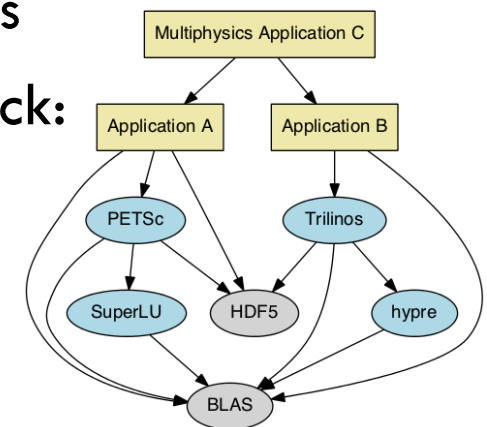 s
Multiphysics Application C
ck:
Application A
Application B
PETSc
Trilinos
SuperLU
HDF5
hypre
BLAS